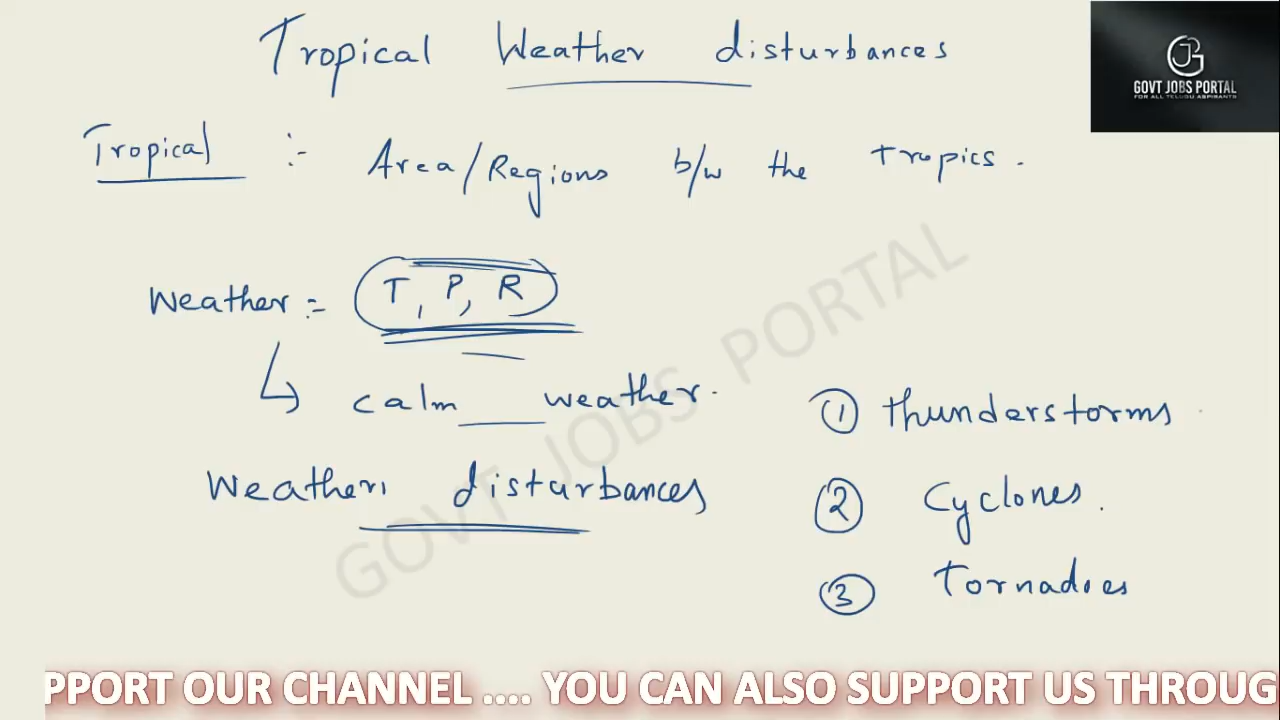 Tropical Weather disturbances
GOVT JOBS PORTAL
FOR ALL TELUGU ASPIRANTS
Tropical :- Area/Regions b/w the tropics.
Weather := T, P, R
calm weather.
Weather disturbances
① thunderstorms
② Cyclones.
③ Tornadoes
GOVT JOBS PORTAL
PPORT OUR CHANNEL .... YOU CAN ALSO SUPPORT US THROUG